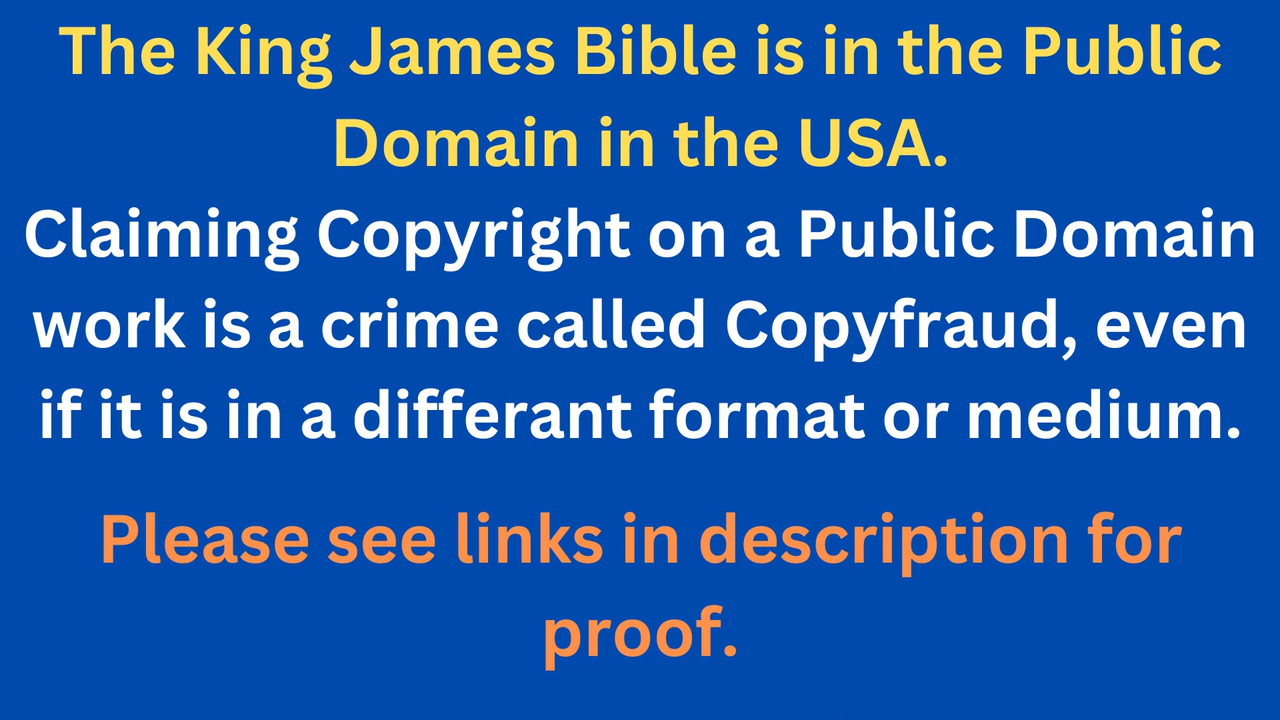 The King James Bible is in the Public
Domain in the USA.
Claiming Copyright on a Public Domain
work is a crime called Copyfraud, even
if it is in a differant format or medium.
Please see links in description for
proof.